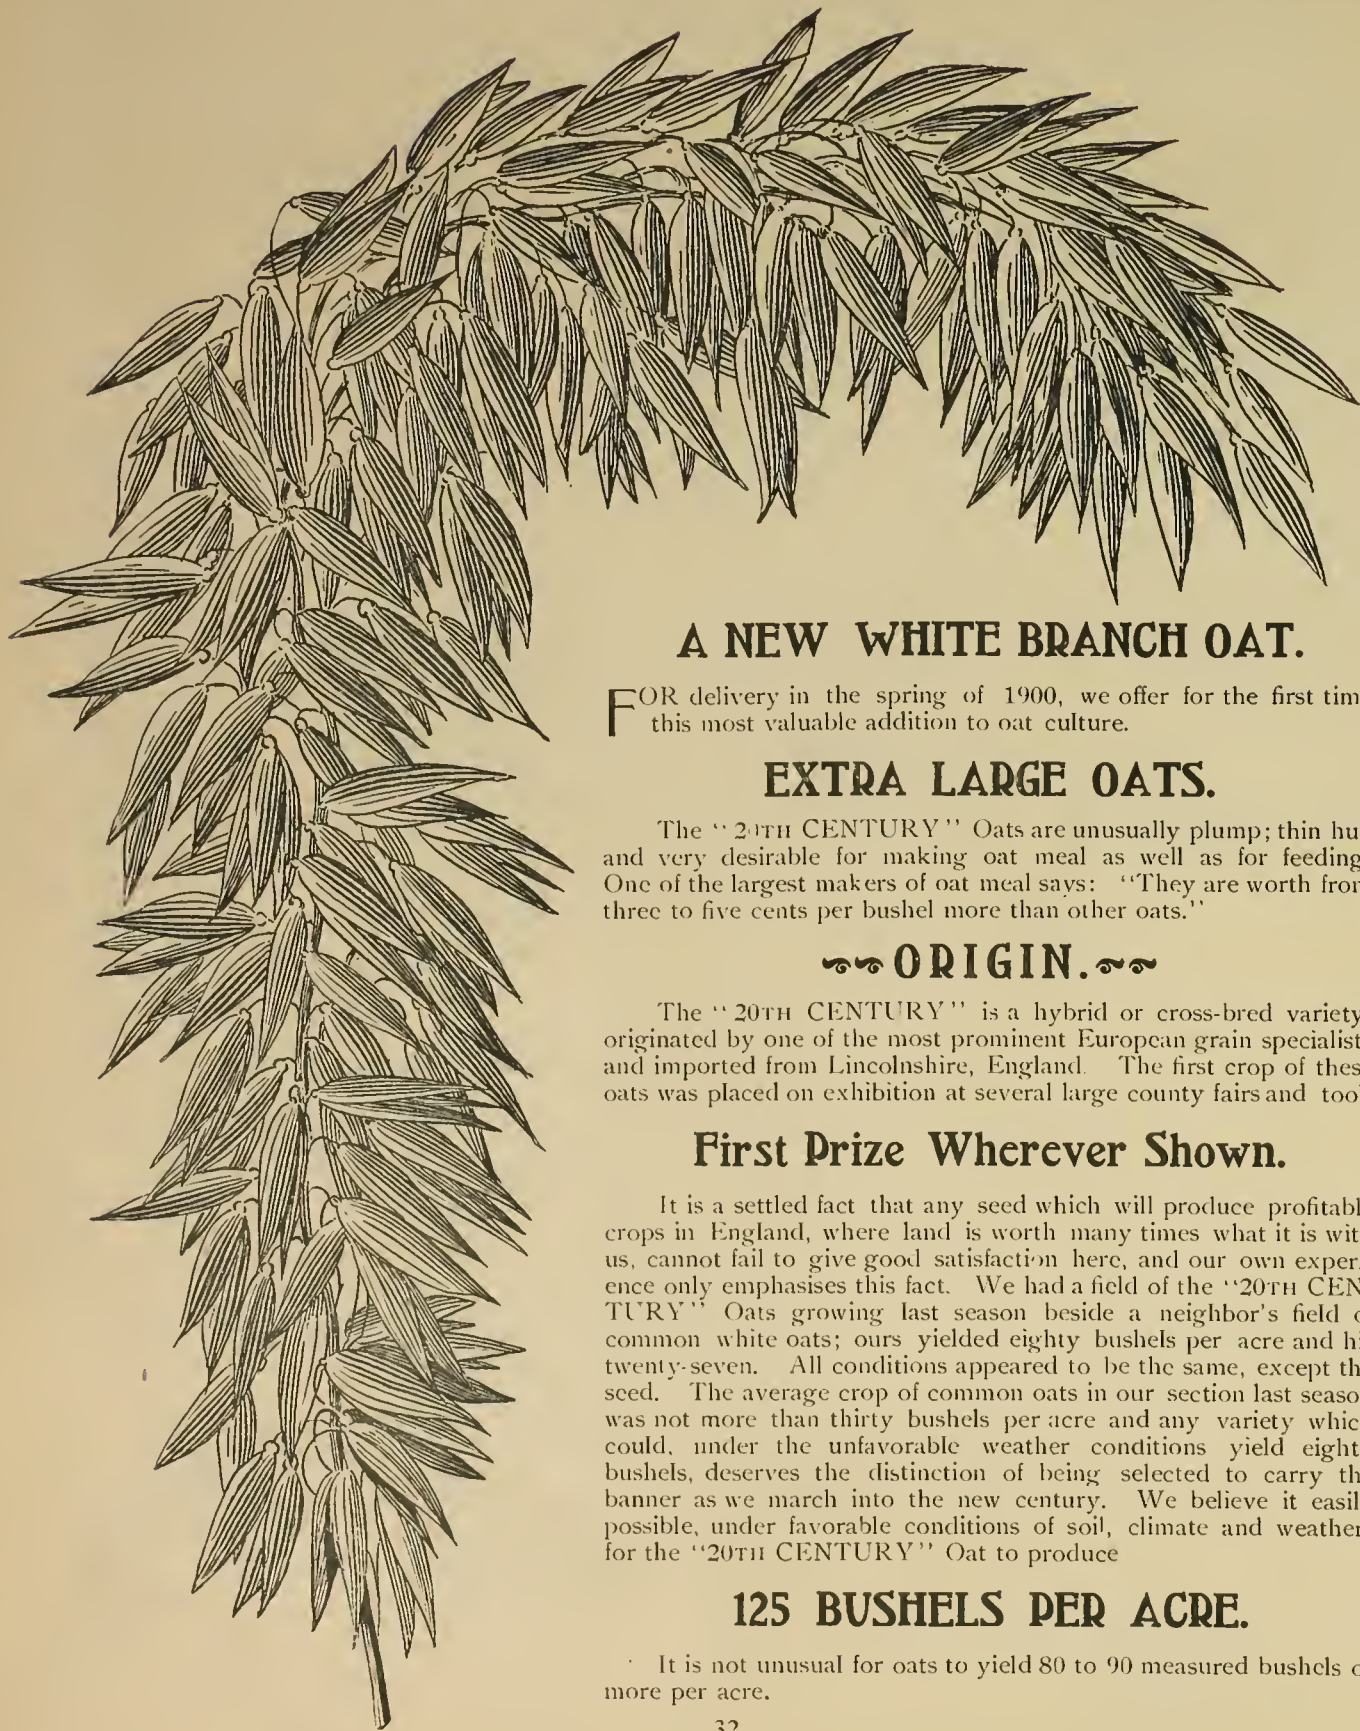 A NEW WHITE BRANCH OAT.
FOR delivery in the spring of 1900, we offer for the first tim
this most valuable addition to oat culture.
EXTRA LARGE OATS.
The "20TH CENTURY" Oats are unusually plump; thin hu
and very desirable for making oat meal as well as for feeding
One of the largest makers of oat meal says: "They are worth from
three to five cents per bushel more than other oats."
ORIGIN.
The "20TH CENTURY" is a hybrid or cross-bred variety
originated by one of the most prominent European grain specialist
and imported from Lincolnshire, England. The first crop of thes
oats was placed on exhibition at several large county fairs and too
First Prize Wherever Shown.
It is a settled fact that any seed which will produce profitabl
crops in England, where land is worth many times what it is wit
us, cannot fail to give good satisfaction here, and our own exper
ence only emphasises this fact. We had a field of the "20TH CEN
TURY" Oats growing last season beside a neighbor's field o
common white oats; ours yielded eighty bushels per acre and hi
twenty-seven. All conditions appeared to be the same, except th
seed. The average crop of common oats in our section last seaso
was not more than thirty bushels per acre and any variety whic
could, under the unfavorable weather conditions yield eight
bushels, deserves the distinction of being selected to carry th
banner as we march into the new century. We believe it easil
possible, under favorable conditions of soil, climate and weather
for the "20TH CENTURY" Oat to produce
125 BUSHELS PER ACRE.
It is not unusual for oats to yield 80 to 90 measured bushels o
more per acre.
32